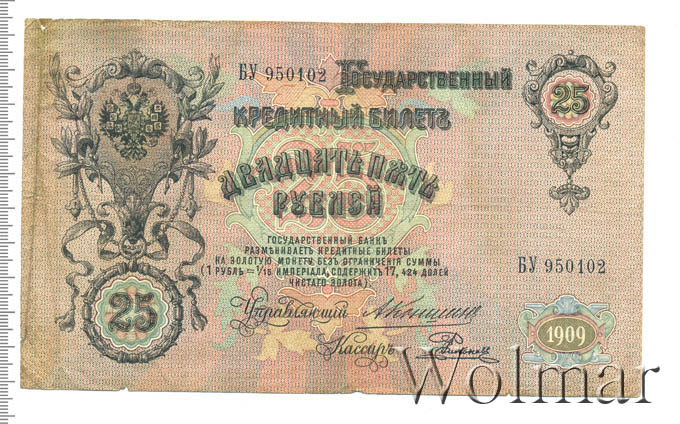 БУ 950102
Государственный
Кредитный Билетъ
25
Двадцать пять
Рублей
Государственный банкъ
размѣниваетъ кредитные билеты
на золотую монету безъ ограниченія суммы
(1 рубль = 1/15 имперіала, содержитъ 17,424 долей
чистаго золота)
БУ 950102
25
25
Управляющій
Кассиръ
1909
Wolmar